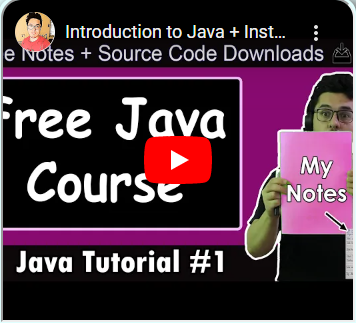 Introduction to Java + Inst...
e Notes + Source Code Downloads
Free Java
Course
My
Notes
Java Tutorial #1